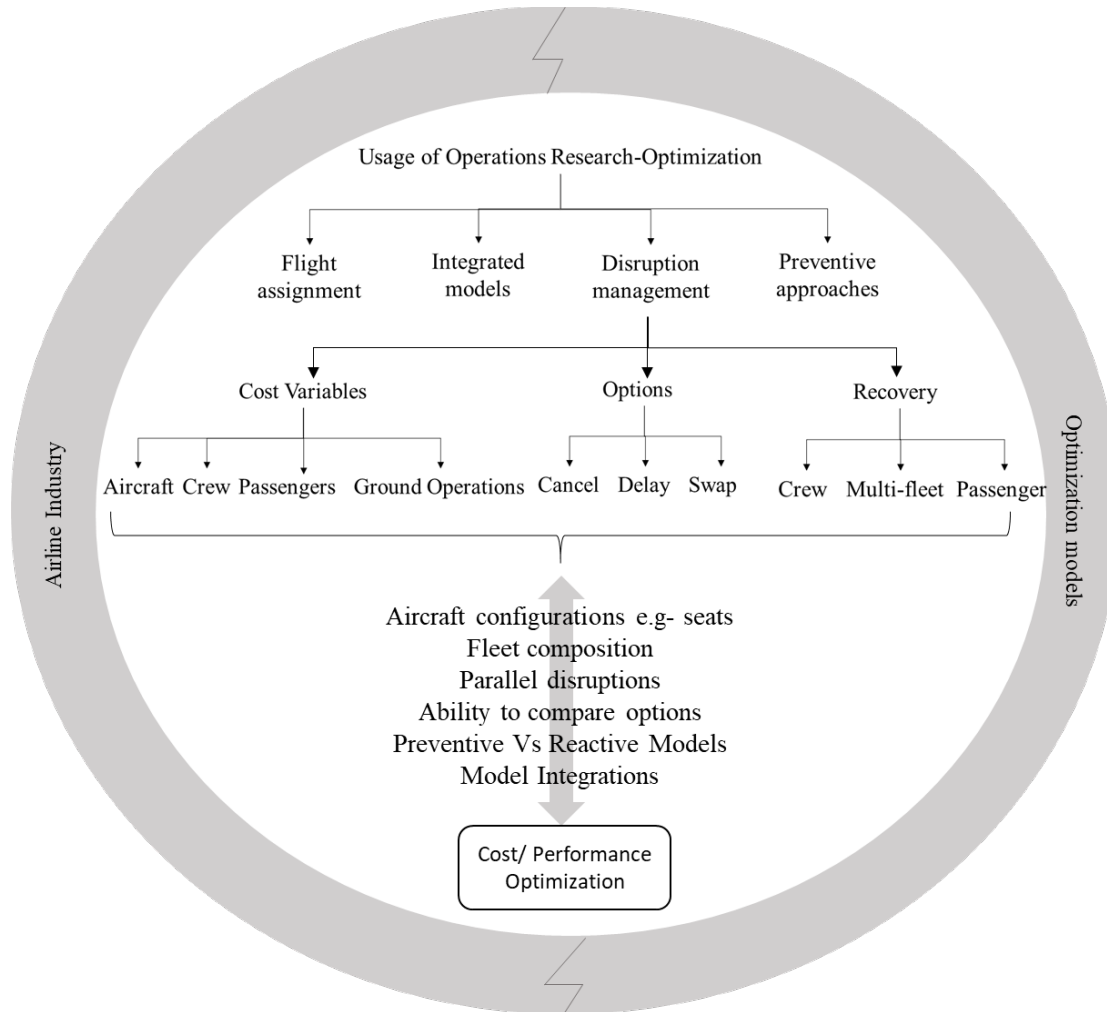 Usage of Operations Research-Optimization
Flight
assignment
Integrated
models
Disruption
management
Preventive
approaches
Cost Variables
Options
Recovery
Aircraft
Crew
Passengers
Ground Operations
Cancel
Delay
Swap
Crew
Multi-fleet
Passenger
Airline Industry
Optimization models
Aircraft configurations e.g- seats
Fleet composition
Parallel disruptions
Ability to compare options
Preventive Vs Reactive Models
Model Integrations
Cost/ Performance
Optimization